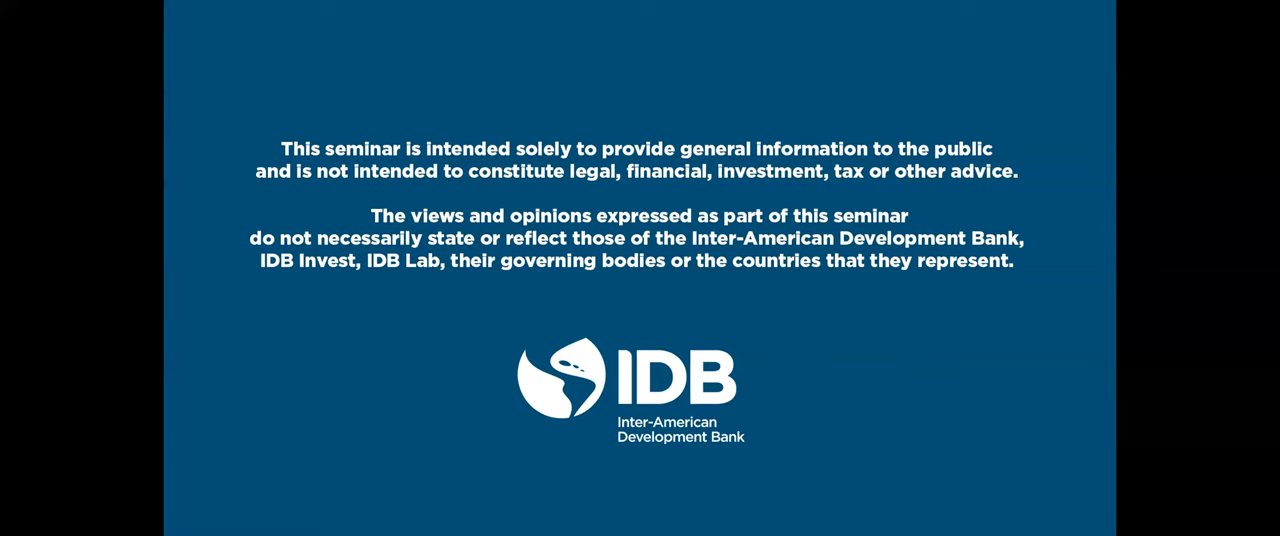 This seminar is intended solely to provide general information to the public
and is not intended to constitute legal, financial, investment, tax or other advice.
The views and opinions expressed as part of this seminar
do not necessarily state or reflect those of the Inter-American Development Bank,
IDB Invest, IDB Lab, their governing bodies or the countries that they represent.
IDB
Inter-American
Development Bank